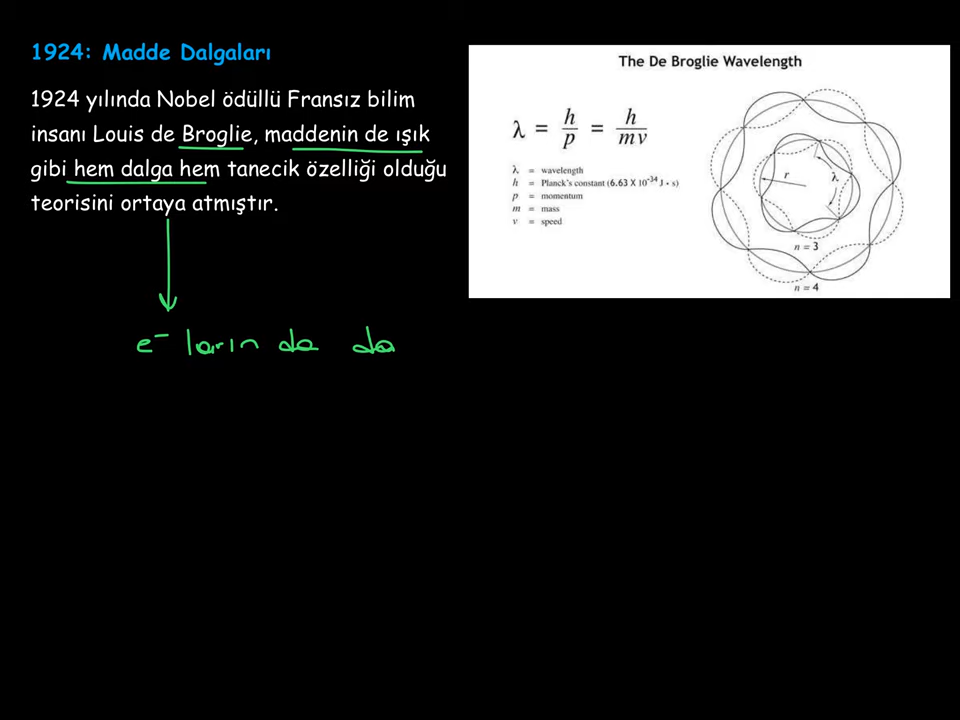 1924: Madde Dalgaları
1924 yılında Nobel ödüllü Fransız bilim
insanı Louis de Broglie, maddenin de ışık
gibi hem dalga hem tanecik özelliği olduğu
teorisini ortaya atmıştır.
e⁻ ların da da
The De Broglie Wavelength
λ = h/p = h/mv
λ = wavelength
h = Planck's constant (6.63 X 10⁻³⁴ J • s)
p = momentum
m = mass
v = speed
r
λ
n = 3
n = 4